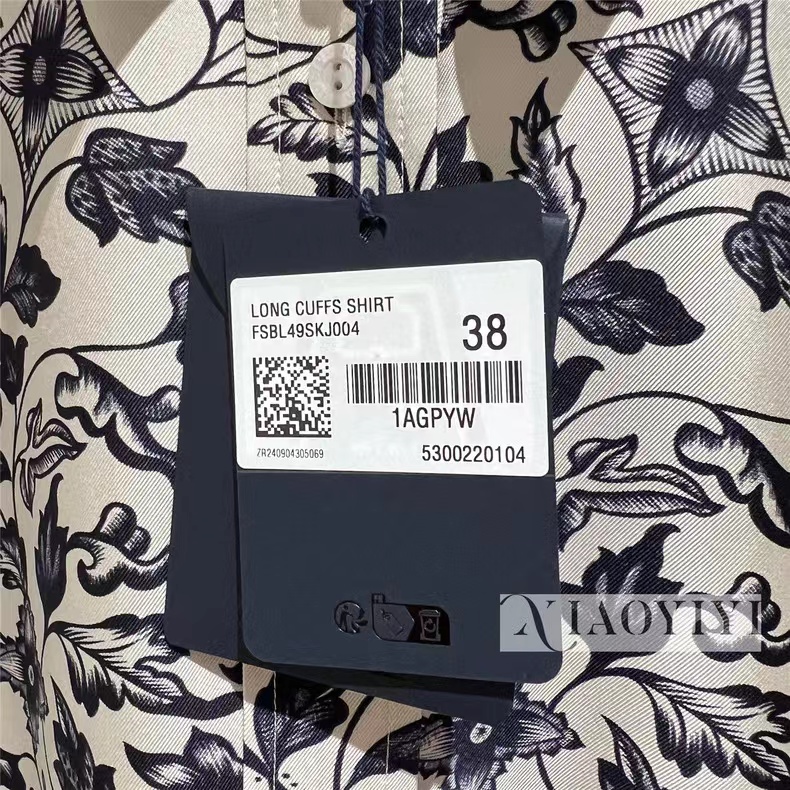 LONG CUFFS SHIRT
FSBL49SKJ004
38
1AGPYW
ZR240904305069
5300220104
XIAOYIYI